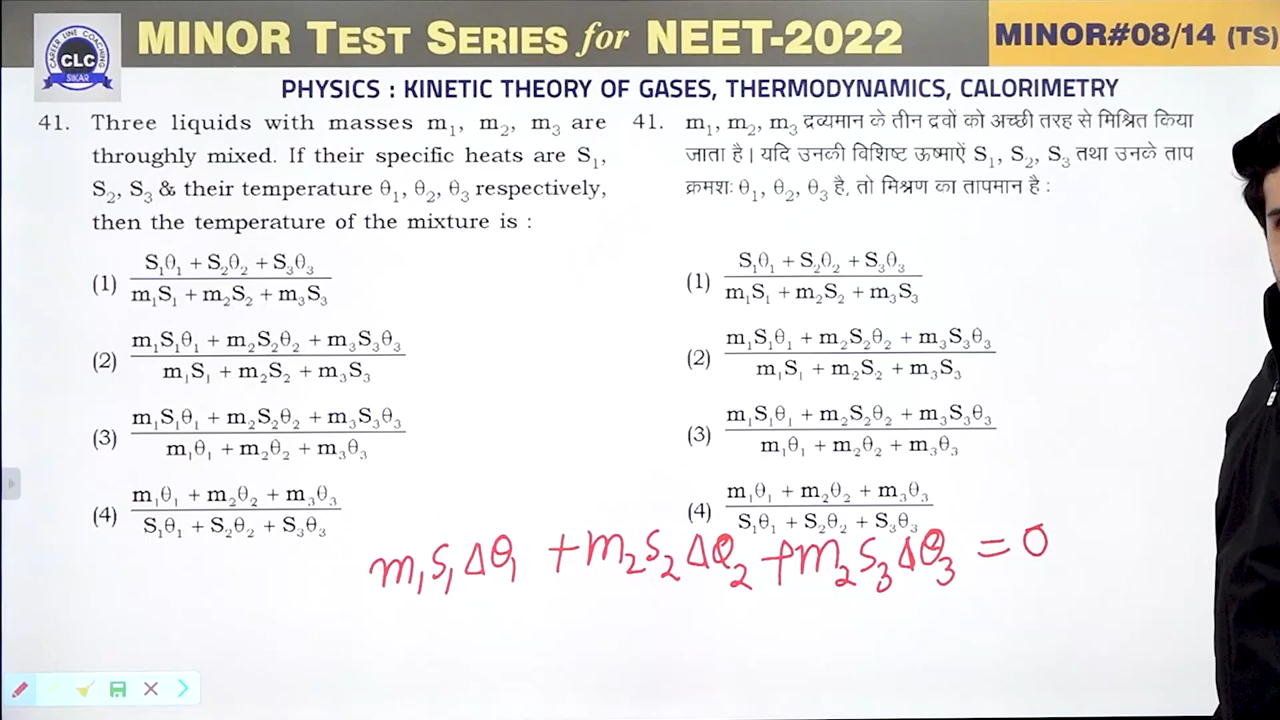 CAREER LINE COACHING
CLC
SIKAR
MINOR TEST SERIES for NEET-2022
MINOR#08/14 (TS)
PHYSICS : KINETIC THEORY OF GASES, THERMODYNAMICS, CALORIMETRY
41. Three liquids with masses m₁, m₂, m₃ are
throughly mixed. If their specific heats are S₁,
S₂, S₃ & their temperature θ₁, θ₂, θ₃ respectively,
then the temperature of the mixture is :
(1) (S₁θ₁ + S₂θ₂ + S₃θ₃)/(m₁S₁ + m₂S₂ + m₃S₃)
(2) (m₁S₁θ₁ + m₂S₂θ₂ + m₃S₃θ₃)/(m₁S₁ + m₂S₂ + m₃S₃)
(3) (m₁S₁θ₁ + m₂S₂θ₂ + m₃S₃θ₃)/(m₁θ₁ + m₂θ₂ + m₃θ₃)
(4) (m₁θ₁ + m₂θ₂ + m₃θ₃)/(S₁θ₁ + S₂θ₂ + S₃θ₃)
41. m₁, m₂, m₃ द्रव्यमान के तीन द्रवों को अच्छी तरह से मिश्रित किया
जाता है। यदि उनकी विशिष्ट ऊष्माऐं S₁, S₂, S₃ तथा उनके ताप
क्रमशः θ₁, θ₂, θ₃ है, तो मिश्रण का तापमान है :
(1) (S₁θ₁ + S₂θ₂ + S₃θ₃)/(m₁S₁ + m₂S₂ + m₃S₃)
(2) (m₁S₁θ₁ + m₂S₂θ₂ + m₃S₃θ₃)/(m₁S₁ + m₂S₂ + m₃S₃)
(3) (m₁S₁θ₁ + m₂S₂θ₂ + m₃S₃θ₃)/(m₁θ₁ + m₂θ₂ + m₃θ₃)
(4) (m₁θ₁ + m₂θ₂ + m₃θ₃)/(S₁θ₁ + S₂θ₂ + S₃θ₃)
m₁S₁Δθ₁ + m₂S₂Δθ₂ + m₂S₃Δθ₃ = 0